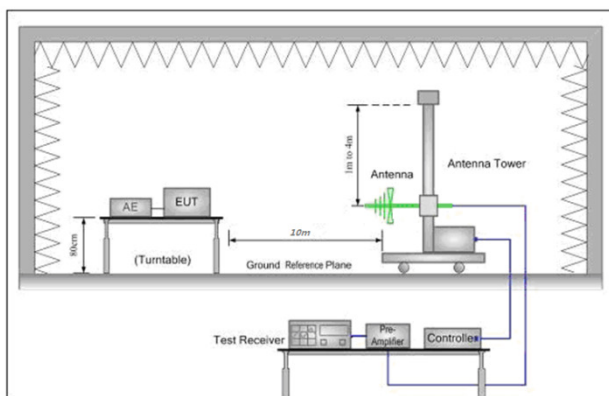 1m to 4m
Antenna
Antenna Tower
AE
EUT
10m
80cm
(Turntable)
Ground Reference Plane
Test Receiver
Pre-
Amplifier
Controller